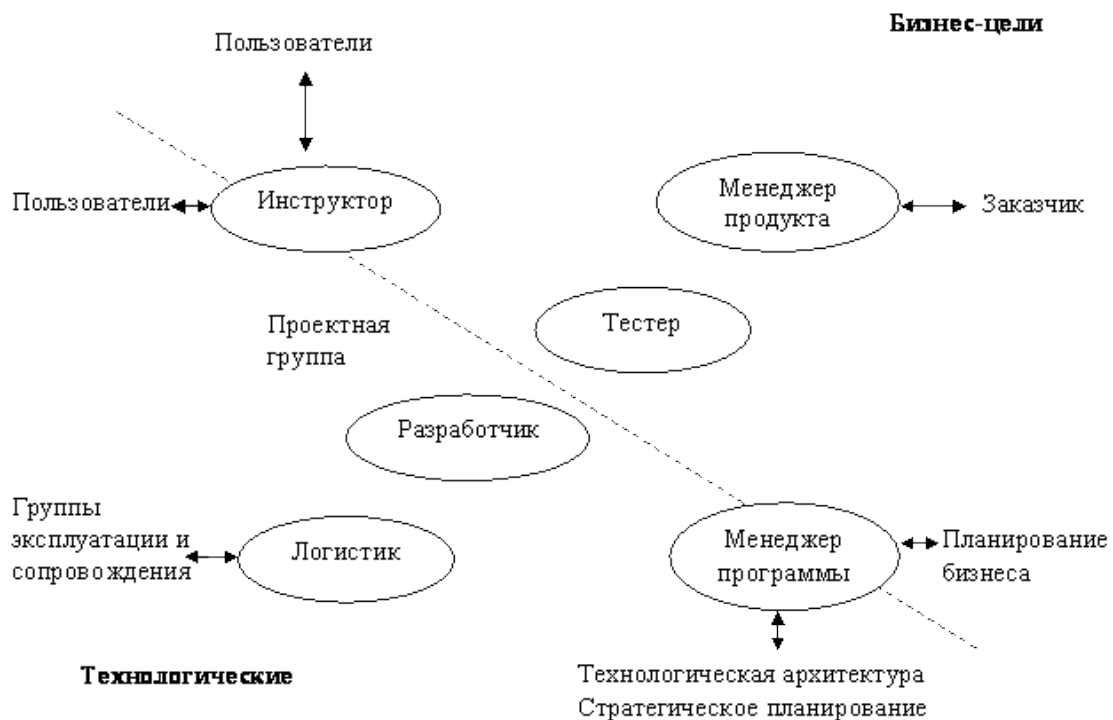 Бизнес-цели
Пользователи
Пользователи
Инструктор
Менеджер
продукта
Заказчик
Проектная
группа
Тестер
Разработчик
Группы
эксплуатации и
сопровождения
Логистик
Менеджер
программы
Планирование
бизнеса
Технологические
Технологическая архитектура
Стратегическое планирование